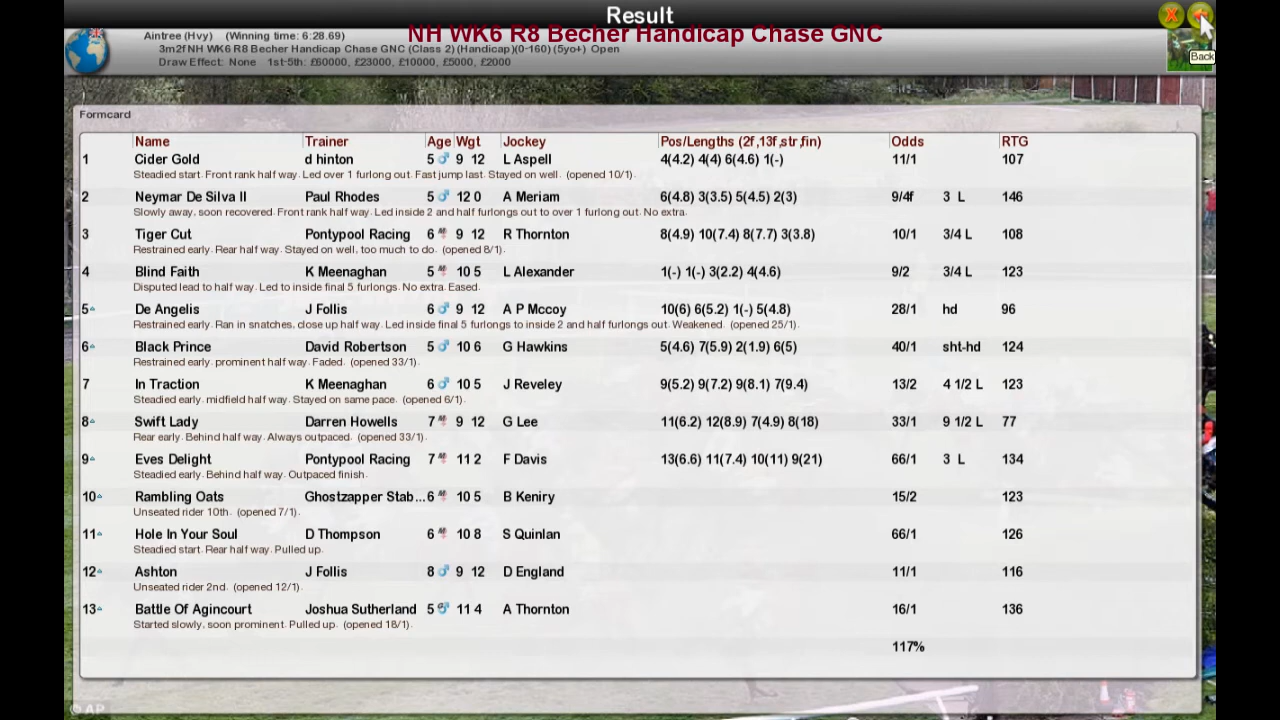 Result
NH WK6 R8 Becher Handicap Chase GNC
Aintree (Hvy) (Winning time: 6:28.69)
3m2f NH WK6 R8 Becher Handicap Chase GNC (Class 2) (Handicap)(0-160) (5yo+) Open
Draw Effect: None 1st-5th: £60000, £23000, £10000, £5000, £2000
Back
Formcard
Name Trainer Age Wgt Jockey Pos/Lengths (2f,13f,str,fin) Odds RTG
1 Cider Gold d hinton 5 9 12 L Aspell 4(4.2) 4(4) 6(4.6) 1(-) 11/1 107
Steadied start. Front rank half way. Led over 1 furlong out. Fast jump last. Stayed on well. (opened 10/1).
2 Neymar De Silva II Paul Rhodes 5 12 0 A Meriam 6(4.8) 3(3.5) 5(4.5) 2(3) 9/4f 3 L 146
Slowly away, soon recovered. Front rank half way. Led inside 2 and half furlongs out to over 1 furlong out. No extra.
3 Tiger Cut Pontypool Racing 6 9 12 R Thornton 8(4.9) 10(7.4) 8(7.7) 3(3.8) 10/1 3/4 L 108
Restrained early. Rear half way. Stayed on well, too much to do. (opened 8/1).
4 Blind Faith K Meenaghan 5 10 5 L Alexander 1(-) 1(-) 3(2.2) 4(4.6) 9/2 3/4 L 123
Disputed lead to half way. Led to inside final 5 furlongs. No extra. Eased.
5 De Angelis J Follis 6 9 12 A P Mccoy 10(6) 6(5.2) 1(-) 5(4.8) 28/1 hd 96
Restrained early. Ran in snatches, close up half way. Led inside final 5 furlongs to inside 2 and half furlongs out. Weakened. (opened 25/1).
6 Black Prince David Robertson 5 10 6 G Hawkins 5(4.6) 7(5.9) 2(1.9) 6(5) 40/1 sht-hd 124
Restrained early. prominent half way. Faded. (opened 33/1).
7 In Traction K Meenaghan 6 10 5 J Reveley 9(5.2) 9(7.2) 9(8.1) 7(9.4) 13/2 4 1/2 L 123
Steadied early. midfield half way. Stayed on same pace. (opened 6/1).
8 Swift Lady Darren Howells 7 9 12 G Lee 11(6.2) 12(8.9) 7(4.9) 8(18) 33/1 9 1/2 L 77
Rear early. Behind half way. Always outpaced. (opened 33/1).
9 Eves Delight Pontypool Racing 7 11 2 F Davis 13(6.6) 11(7.4) 10(11) 9(21) 66/1 3 L 134
Steadied early. Behind half way. Outpaced finish.
10 Rambling Oats Ghostzapper Stab... 6 10 5 B Keniry 15/2 123
Unseated rider 10th. (opened 7/1).
11 Hole In Your Soul D Thompson 6 10 8 S Quinlan 66/1 126
Steadied start. Rear half way. Pulled up.
12 Ashton J Follis 8 9 12 D England 11/1 116
Unseated rider 2nd. (opened 12/1).
13 Battle Of Agincourt Joshua Sutherland 5 11 4 A Thornton 16/1 136
Started slowly, soon prominent. Pulled up. (opened 18/1).
117%
© AP